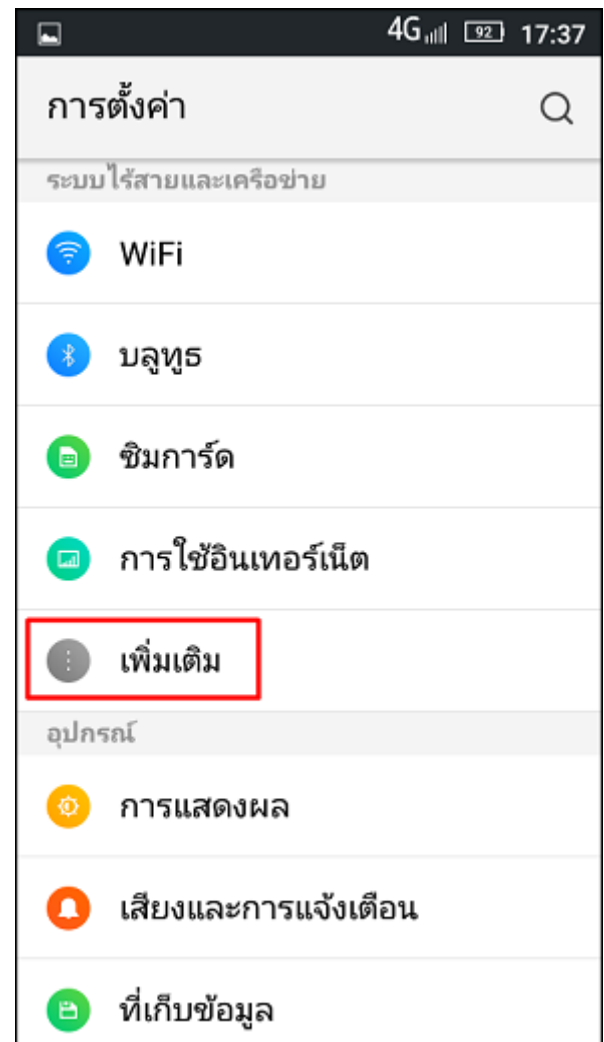 4G 92 17:37
การตั้งค่า
ระบบไร้สายและเครือข่าย
WiFi
บลูทูธ
ซิมการ์ด
การใช้อินเทอร์เน็ต
เพิ่มเติม
อุปกรณ์
การแสดงผล
เสียงและการแจ้งเตือน
ที่เก็บข้อมูล